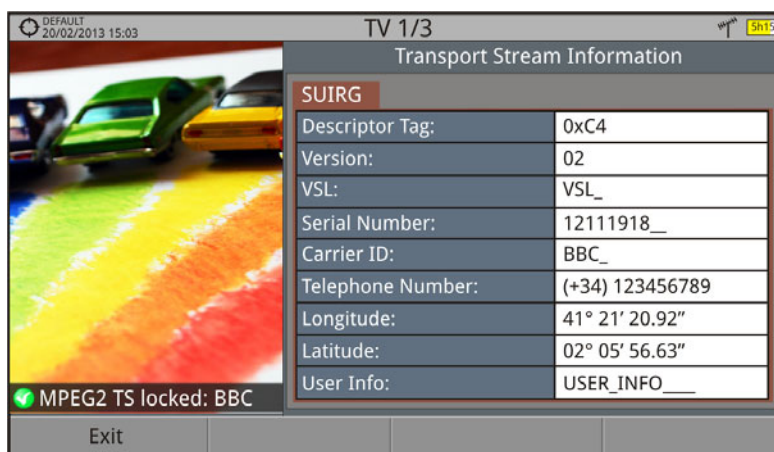 DEFAULT
20/02/2013 15:03
TV 1/3
5h15
Transport Stream Information
SUIRG
Descriptor Tag: 0xC4
Version: 02
VSL: VSL_
Serial Number: 12111918__
Carrier ID: BBC_
Telephone Number: (+34) 123456789
Longitude: 41° 21’ 20.92”
Latitude: 02° 05’ 56.63”
User Info: USER_INFO____
MPEG2 TS locked: BBC
Exit